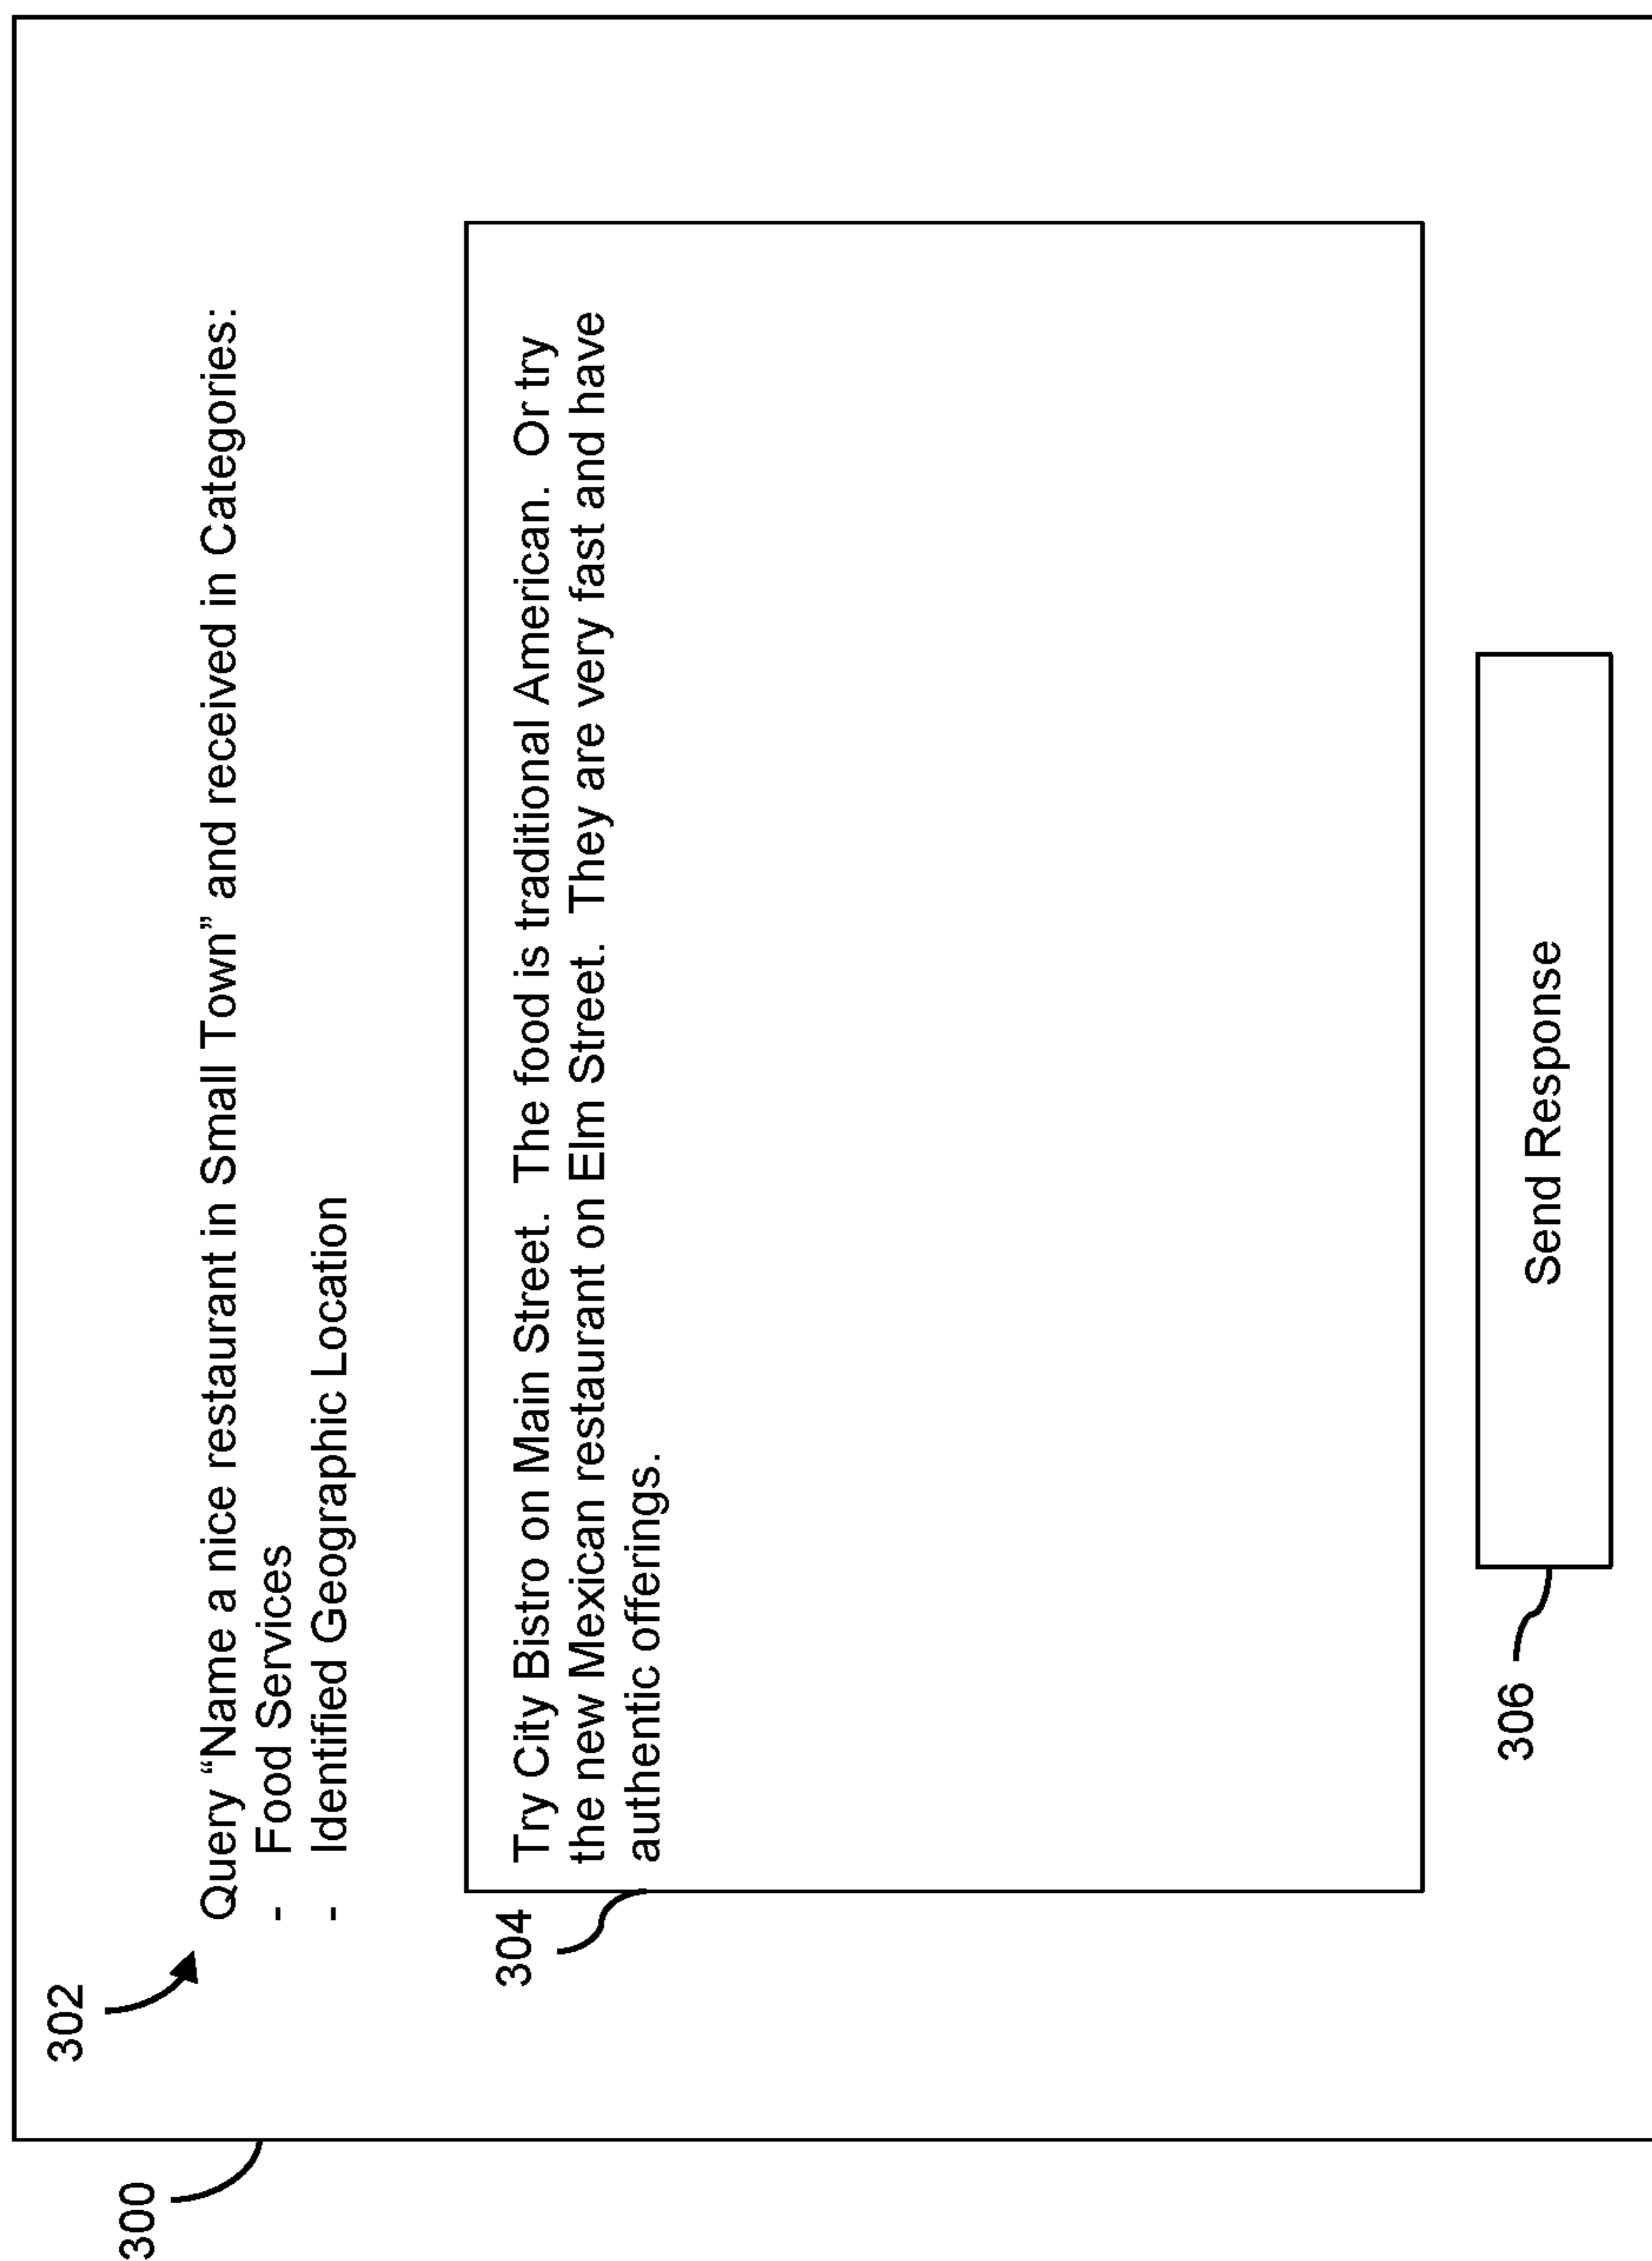 300
302
Query “Name a nice restaurant in Small Town” and received in Categories:
- Food Services
- Identified Geographic Location
304
Try City Bistro on Main Street.  The food is traditional American.  Or try
the new Mexican restaurant on Elm Street.  They are very fast and have
authentic offerings.
306
Send Response